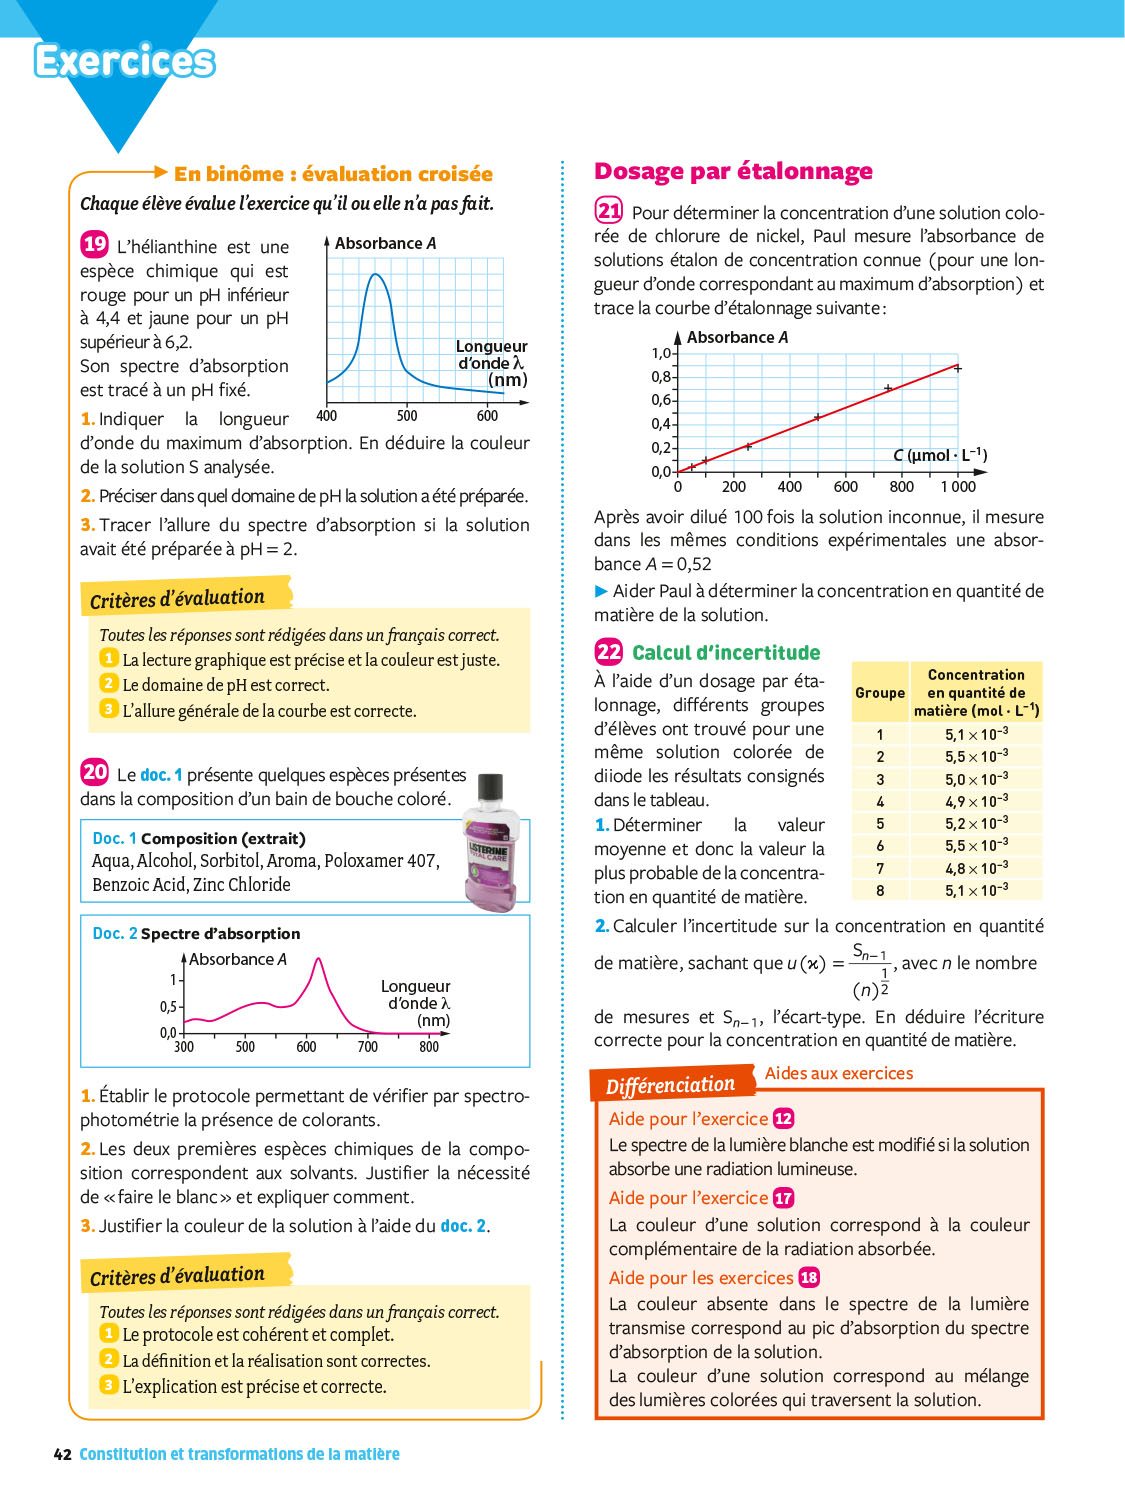 Exercices
En binôme : évaluation croisée
Chaque élève évalue l'exercice qu'il ou elle n'a pas fait.
19 L'hélianthine est une
espèce chimique qui est
rouge pour un pH inférieur
à 4,4 et jaune pour un pH
supérieur à 6,2.
Son spectre d'absorption
est tracé à un pH fixé.
Absorbance A
Longueur
d'onde λ
(nm)
400 500 600
1. Indiquer la longueur
d'onde du maximum d'absorption. En déduire la couleur
de la solution S analysée.
2. Préciser dans quel domaine de pH la solution a été préparée.
3. Tracer l'allure du spectre d'absorption si la solution
avait été préparée à pH = 2.
Critères d'évaluation
Toutes les réponses sont rédigées dans un français correct.
1 La lecture graphique est précise et la couleur est juste.
2 Le domaine de pH est correct.
3 L'allure générale de la courbe est correcte.
20 Le doc. 1 présente quelques espèces présentes
dans la composition d'un bain de bouche coloré.
Doc. 1 Composition (extrait)
Aqua, Alcohol, Sorbitol, Aroma, Poloxamer 407,
Benzoic Acid, Zinc Chloride
LISTERINE
TOTAL CARE
Doc. 2 Spectre d'absorption
Absorbance A
1
0,5
0,0
Longueur
d'onde λ
(nm)
300 500 600 700 800
1. Établir le protocole permettant de vérifier par spectro-
photométrie la présence de colorants.
2. Les deux premières espèces chimiques de la compo-
sition correspondent aux solvants. Justifier la nécessité
de « faire le blanc » et expliquer comment.
3. Justifier la couleur de la solution à l'aide du doc. 2.
Critères d'évaluation
Toutes les réponses sont rédigées dans un français correct.
1 Le protocole est cohérent et complet.
2 La définition et la réalisation sont correctes.
3 L'explication est précise et correcte.
Dosage par étalonnage
21 Pour déterminer la concentration d'une solution colo-
rée de chlorure de nickel, Paul mesure l'absorbance de
solutions étalon de concentration connue (pour une lon-
gueur d'onde correspondant au maximum d'absorption) et
trace la courbe d'étalonnage suivante :
Absorbance A
1,0
0,8
0,6
0,4
0,2
0,0
C (µmol · L⁻¹)
0 200 400 600 800 1 000
Après avoir dilué 100 fois la solution inconnue, il mesure
dans les mêmes conditions expérimentales une absor-
bance A = 0,52
► Aider Paul à déterminer la concentration en quantité de
matière de la solution.
22 Calcul d'incertitude
À l'aide d'un dosage par éta-
lonnage, différents groupes
d'élèves ont trouvé pour une
même solution colorée de
diiode les résultats consignés
dans le tableau.
1. Déterminer la valeur
moyenne et donc la valeur la
plus probable de la concentra-
tion en quantité de matière.
Groupe Concentration
en quantité de
matière (mol · L⁻¹)
1 5,1 × 10⁻³
2 5,5 × 10⁻³
3 5,0 × 10⁻³
4 4,9 × 10⁻³
5 5,2 × 10⁻³
6 5,5 × 10⁻³
7 4,8 × 10⁻³
8 5,1 × 10⁻³
2. Calculer l'incertitude sur la concentration en quantité
de matière, sachant que u(ϰ) = Sₙ₋₁ / (n)^(1/2), avec n le nombre
de mesures et Sₙ₋₁, l'écart-type. En déduire l'écriture
correcte pour la concentration en quantité de matière.
Différenciation Aides aux exercices
Aide pour l'exercice 12
Le spectre de la lumière blanche est modifié si la solution
absorbe une radiation lumineuse.
Aide pour l'exercice 17
La couleur d'une solution correspond à la couleur
complémentaire de la radiation absorbée.
Aide pour les exercices 18
La couleur absente dans le spectre de la lumière
transmise correspond au pic d'absorption du spectre
d'absorption de la solution.
La couleur d'une solution correspond au mélange
des lumières colorées qui traversent la solution.
42 Constitution et transformations de la matière